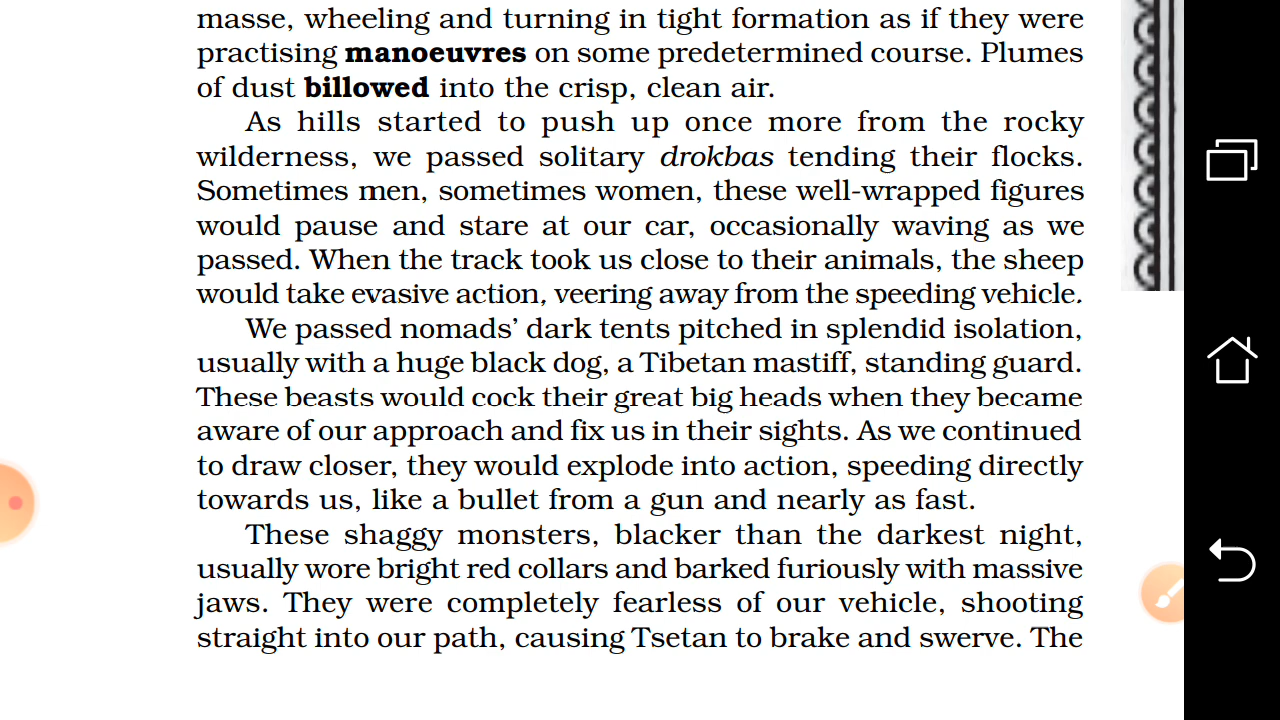 masse, wheeling and turning in tight formation as if they were
practising manoeuvres on some predetermined course. Plumes
of dust billowed into the crisp, clean air.
As hills started to push up once more from the rocky
wilderness, we passed solitary drokbas tending their flocks.
Sometimes men, sometimes women, these well-wrapped figures
would pause and stare at our car, occasionally waving as we
passed. When the track took us close to their animals, the sheep
would take evasive action, veering away from the speeding vehicle.
We passed nomads’ dark tents pitched in splendid isolation,
usually with a huge black dog, a Tibetan mastiff, standing guard.
These beasts would cock their great big heads when they became
aware of our approach and fix us in their sights. As we continued
to draw closer, they would explode into action, speeding directly
towards us, like a bullet from a gun and nearly as fast.
These shaggy monsters, blacker than the darkest night,
usually wore bright red collars and barked furiously with massive
jaws. They were completely fearless of our vehicle, shooting
straight into our path, causing Tsetan to brake and swerve. The